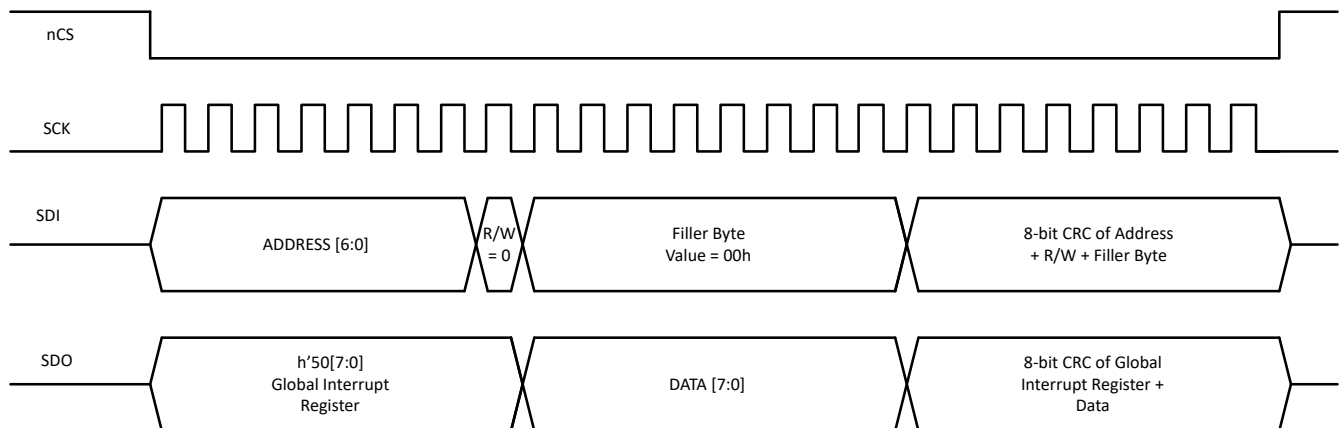 nCS
SCK
SDI
ADDRESS [6:0]
R/W
= 0
Filler Byte
Value = 00h
8-bit CRC of Address
+ R/W + Filler Byte
SDO
h’50[7:0]
Global Interrupt
Register
DATA [7:0]
8-bit CRC of Global
Interrupt Register +
Data